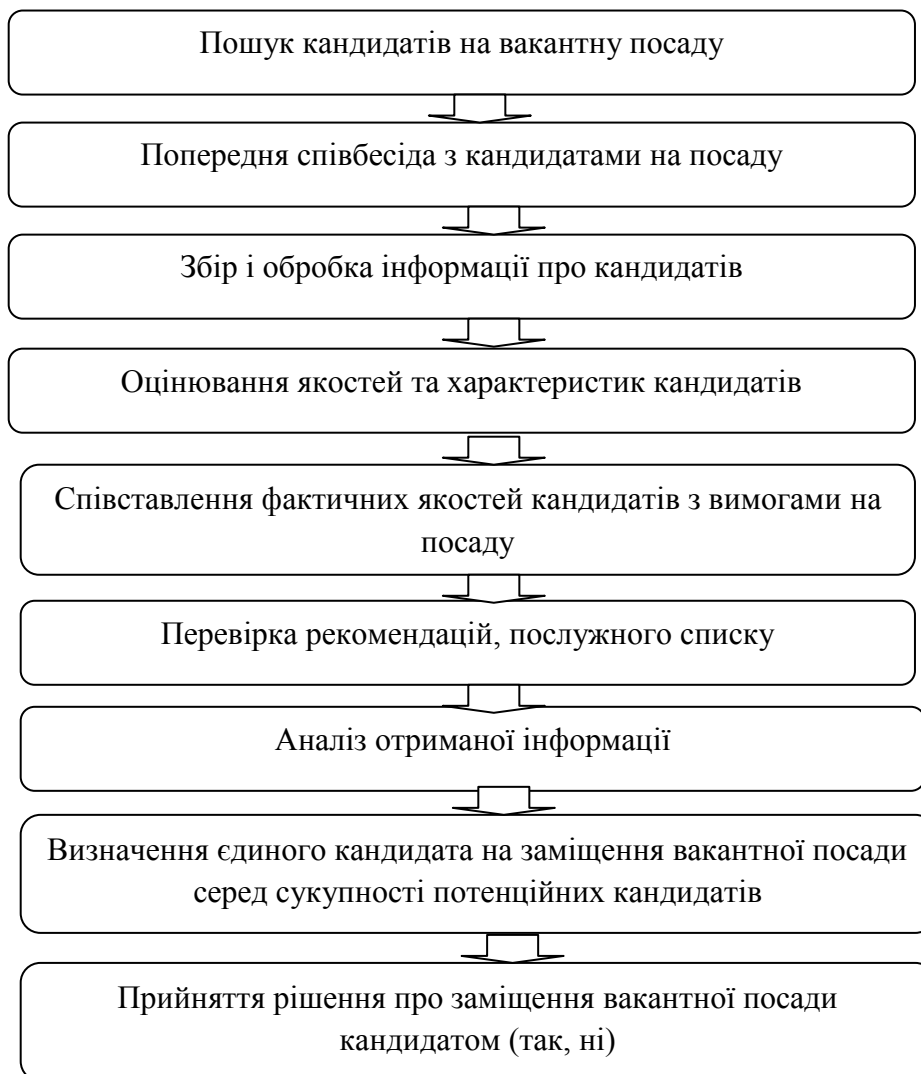 Пошук кандидатів на вакантну посаду
Попередня співбесіда з кандидатами на посаду
Збір і обробка інформації про кандидатів
Оцінювання якостей та характеристик кандидатів
Співставлення фактичних якостей кандидатів з вимогами на
посаду
Перевірка рекомендацій, послужного списку
Аналіз отриманої інформації
Визначення єдиного кандидата на заміщення вакантної посади
серед сукупності потенційних кандидатів
Прийняття рішення про заміщення вакантної посади
кандидатом (так, ні)